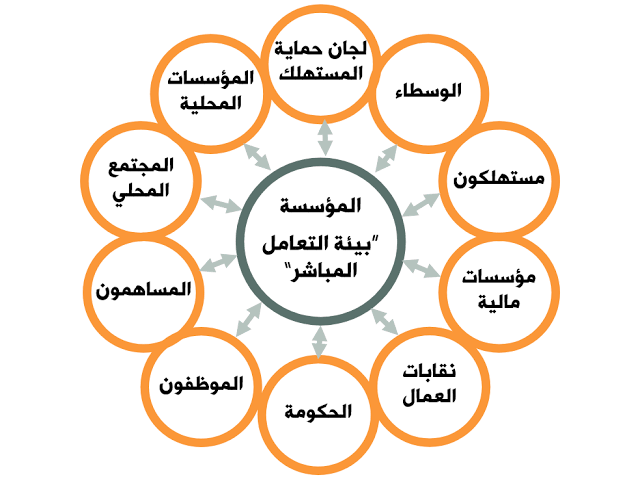 لجان حماية
المستهلك
الوسطاء
مستهلكون
مؤسسات
مالية
نقابات
العمال
الحكومة
الموظفون
المساهمون
المجتمع
المحلي
المؤسسات
المحلية
المؤسسة
"بيئة التعامل
المباشر"